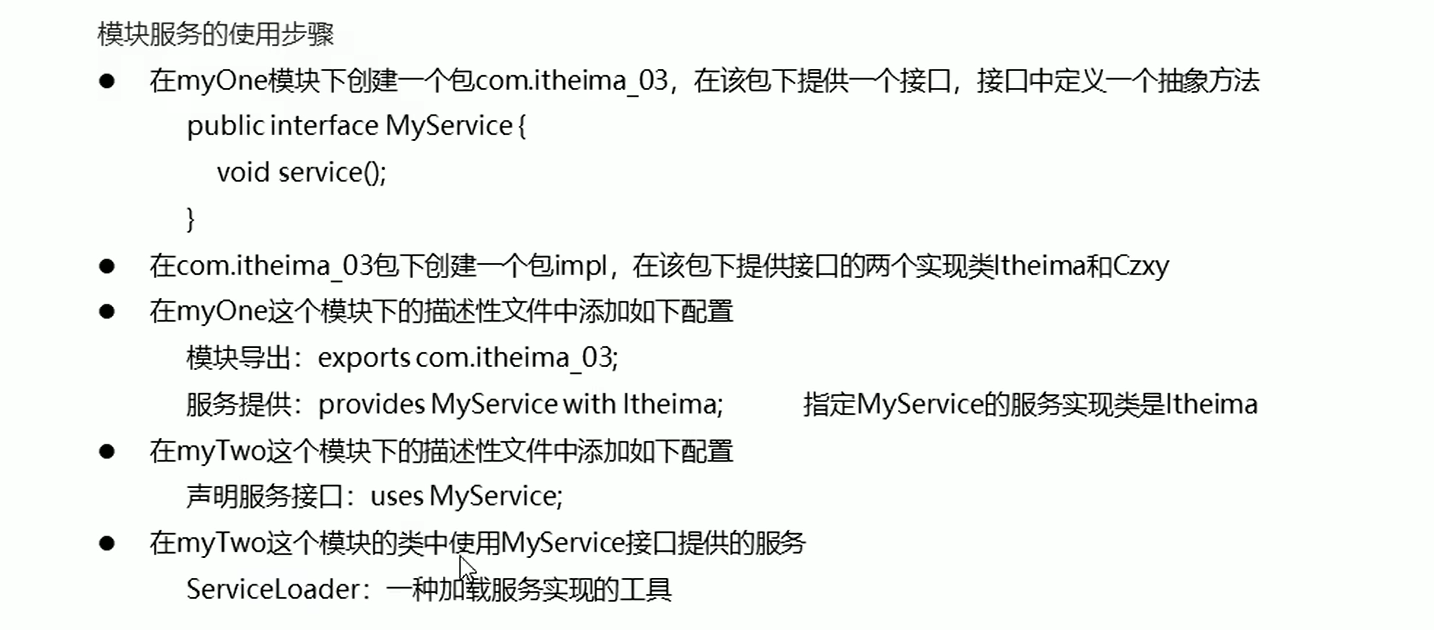 模块服务的使用步骤
● 在myOne模块下创建一个包com.itheima_03，在该包下提供一个接口，接口中定义一个抽象方法
public interface MyService {
void service();
}
● 在com.itheima_03包下创建一个包impl，在该包下提供接口的两个实现类Itheima和Czxy
● 在myOne这个模块下的描述性文件中添加如下配置
模块导出：exports com.itheima_03;
服务提供：provides MyService with Itheima; 指定MyService的服务实现类是Itheima
● 在myTwo这个模块下的描述性文件中添加如下配置
声明服务接口：uses MyService;
● 在myTwo这个模块的类中使用MyService接口提供的服务
ServiceLoader：一种加载服务实现的工具